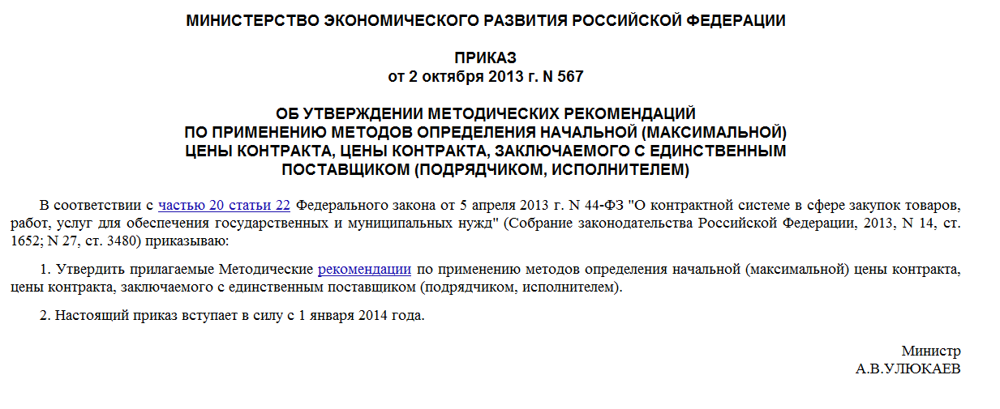 МИНИСТЕРСТВО ЭКОНОМИЧЕСКОГО РАЗВИТИЯ РОССИЙСКОЙ ФЕДЕРАЦИИ
ПРИКАЗ
от 2 октября 2013 г. N 567
ОБ УТВЕРЖДЕНИИ МЕТОДИЧЕСКИХ РЕКОМЕНДАЦИЙ
ПО ПРИМЕНЕНИЮ МЕТОДОВ ОПРЕДЕЛЕНИЯ НАЧАЛЬНОЙ (МАКСИМАЛЬНОЙ)
ЦЕНЫ КОНТРАКТА, ЦЕНЫ КОНТРАКТА, ЗАКЛЮЧАЕМОГО С ЕДИНСТВЕННЫМ
ПОСТАВЩИКОМ (ПОДРЯДЧИКОМ, ИСПОЛНИТЕЛЕМ)
В соответствии с частью 20 статьи 22 Федерального закона от 5 апреля 2013 г. N 44-ФЗ "О контрактной системе в сфере закупок товаров,
работ, услуг для обеспечения государственных и муниципальных нужд" (Собрание законодательства Российской Федерации, 2013, N 14, ст.
1652; N 27, ст. 3480) приказываю:
1. Утвердить прилагаемые Методические рекомендации по применению методов определения начальной (максимальной) цены контракта,
цены контракта, заключаемого с единственным поставщиком (подрядчиком, исполнителем).
2. Настоящий приказ вступает в силу с 1 января 2014 года.
Министр
А.В.УЛЮКАЕВ